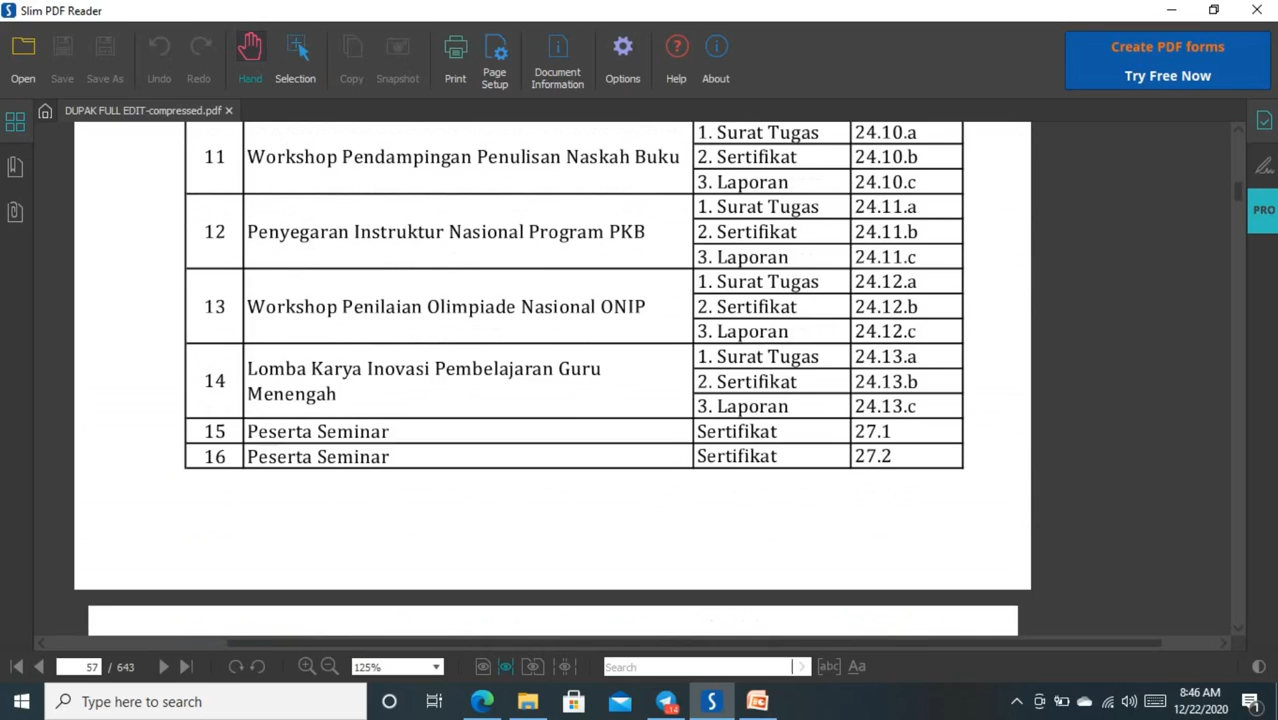 Slim PDF Reader
Open
Save
Save As
Undo
Redo
Hand
Selection
Copy
Snapshot
Print
Page Setup
Document Information
Options
Help
About
Create PDF forms
Try Free Now
DUPAK FULL EDIT-compressed.pdf
PRO
1. Surat Tugas 24.10.a
11 Workshop Pendampingan Penulisan Naskah Buku 2. Sertifikat 24.10.b
3. Laporan 24.10.c
1. Surat Tugas 24.11.a
12 Penyegaran Instruktur Nasional Program PKB 2. Sertifikat 24.11.b
3. Laporan 24.11.c
1. Surat Tugas 24.12.a
13 Workshop Penilaian Olimpiade Nasional ONIP 2. Sertifikat 24.12.b
3. Laporan 24.12.c
1. Surat Tugas 24.13.a
14 Lomba Karya Inovasi Pembelajaran Guru
Menengah 2. Sertifikat 24.13.b
3. Laporan 24.13.c
15 Peserta Seminar Sertifikat 27.1
16 Peserta Seminar Sertifikat 27.2
57 / 643
125%
Search
[abc]
Aa
Type here to search
14
8:46 AM
12/22/2020
1